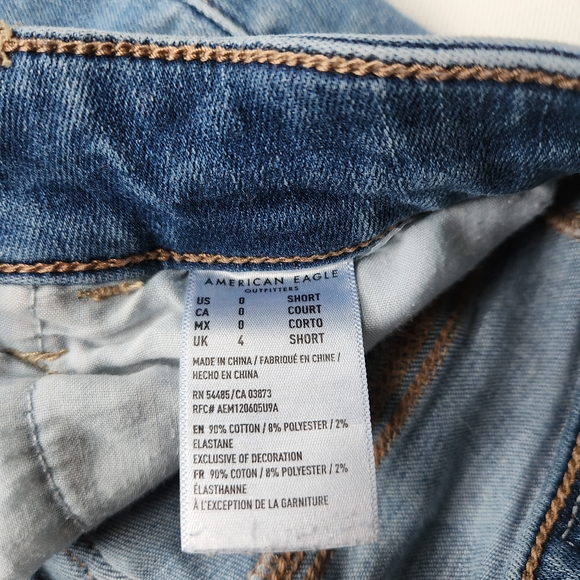 AMERICAN EAGLE
OUTFITTERS
US 0 SHORT
CA 0 COURT
MX 0 CORTO
UK 4 SHORT
MADE IN CHINA / FABRIQUÉ EN CHINE /
HECHO EN CHINA
RN 54485/CA 03873
RFC# AEM120605U9A
EN 90% COTTON / 8% POLYESTER / 2%
ELASTANE
EXCLUSIVE OF DECORATION
FR 90% COTON / 8% POLYESTER / 2%
ÉLASTHANNE
À L'EXCEPTION DE LA GARNITURE